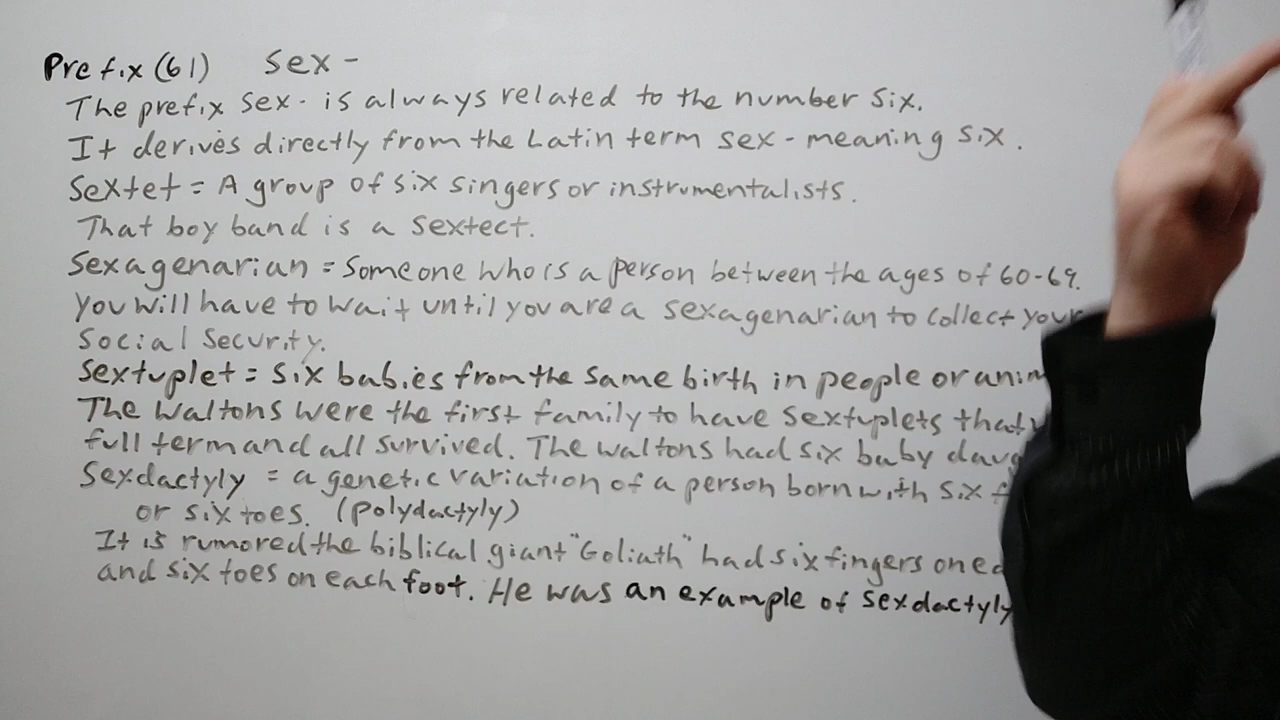 Prefix (61) Sex -
The prefix sex- is always related to the number six.
It derives directly from the Latin term sex - meaning six.
Sextet = A group of six singers or instrumentalists.
That boy band is a sextect.
Sexagenarian = Someone who is a person between the ages of 60-69.
You will have to wait until you are a sexagenarian to collect your
Social Security.
Sextuplet = six babies from the same birth in people or
The Waltons were the first family to have sextuplets that
full term and all survived. The Waltons had six baby
Sexdactyly = a genetic variation of a person born with six
or six toes. (polydactyly)
It is rumored the biblical giant "Goliath" had six fingers on
and six toes on each foot. He was an example of sexdactyly